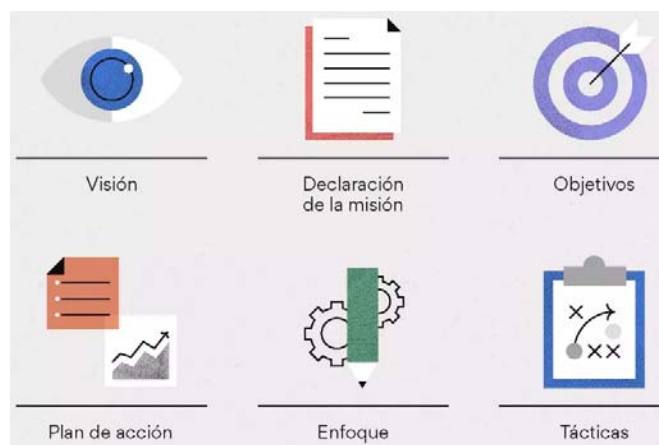 Visión
Declaración
de la misión
Objetivos
Plan de acción
Enfoque
Tácticas